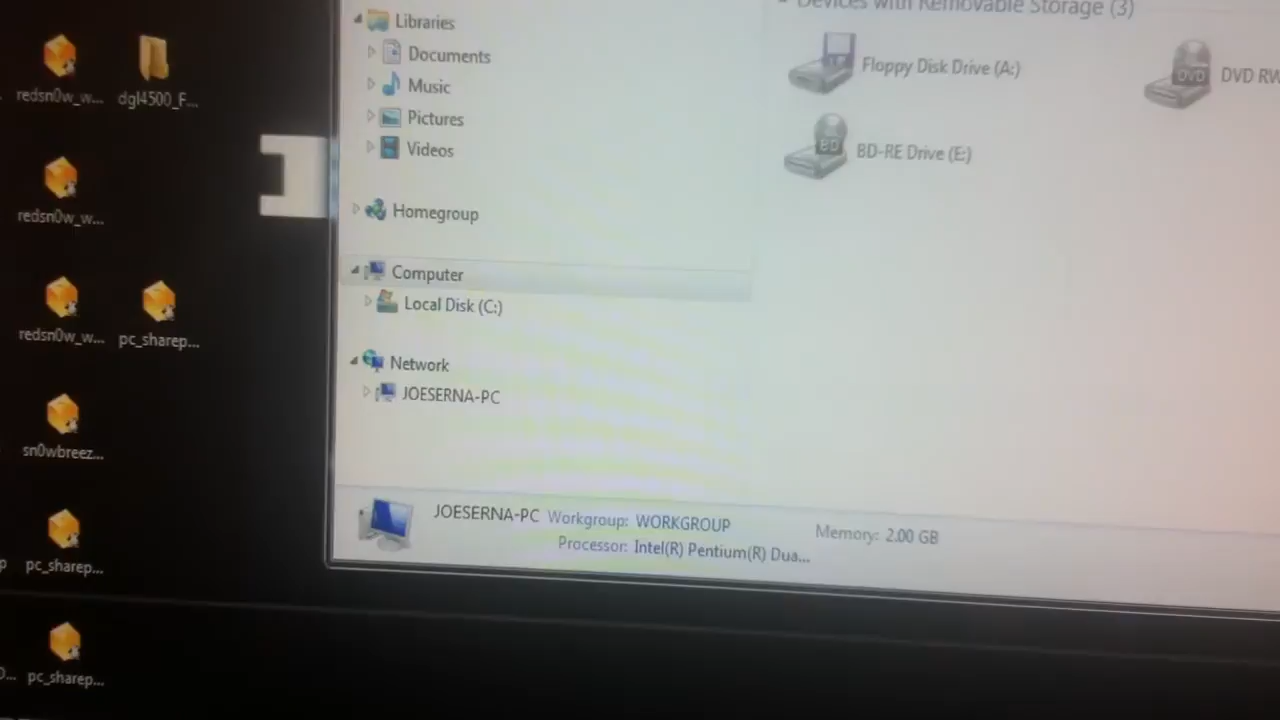 redsn0w_w...
dgl4500_F...
redsn0w_w...
redsn0w_w...
pc_sharep...
sn0wbreez...
pc_sharep...
pc_sharep...
Libraries
Documents
Music
Pictures
Videos
Homegroup
Computer
Local Disk (C:)
Network
JOESERNA-PC
Devices with Removable Storage (3)
Floppy Disk Drive (A:)
DVD RW
BD-RE Drive (E:)
JOESERNA-PC Workgroup: WORKGROUP Memory: 2.00 GB
Processor: Intel(R) Pentium(R) Dua...